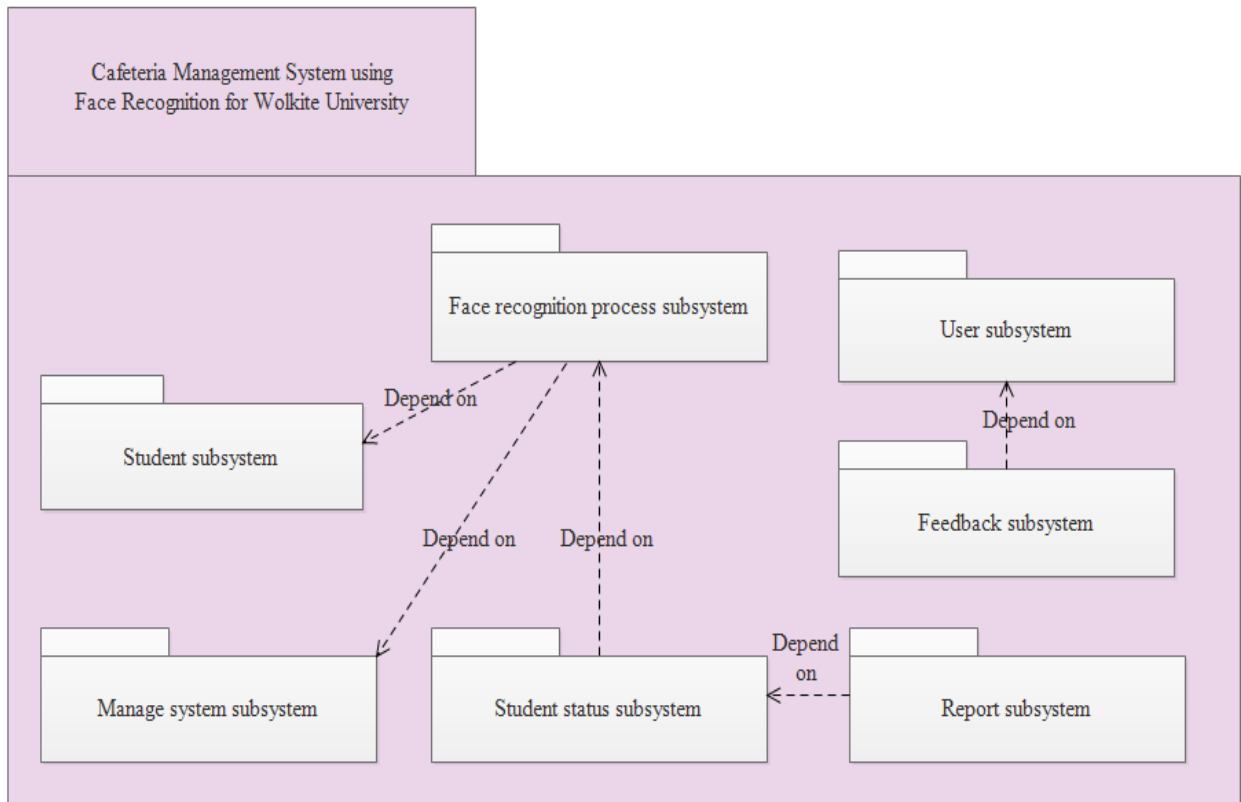 Cafeteria Management System using
Face Recognition for Wolkite University
Face recognition process subsystem
User subsystem
Depend on
Depend on
Student subsystem
Feedback subsystem
Depend on
Depend on
Depend
on
Manage system subsystem
Student status subsystem
Report subsystem